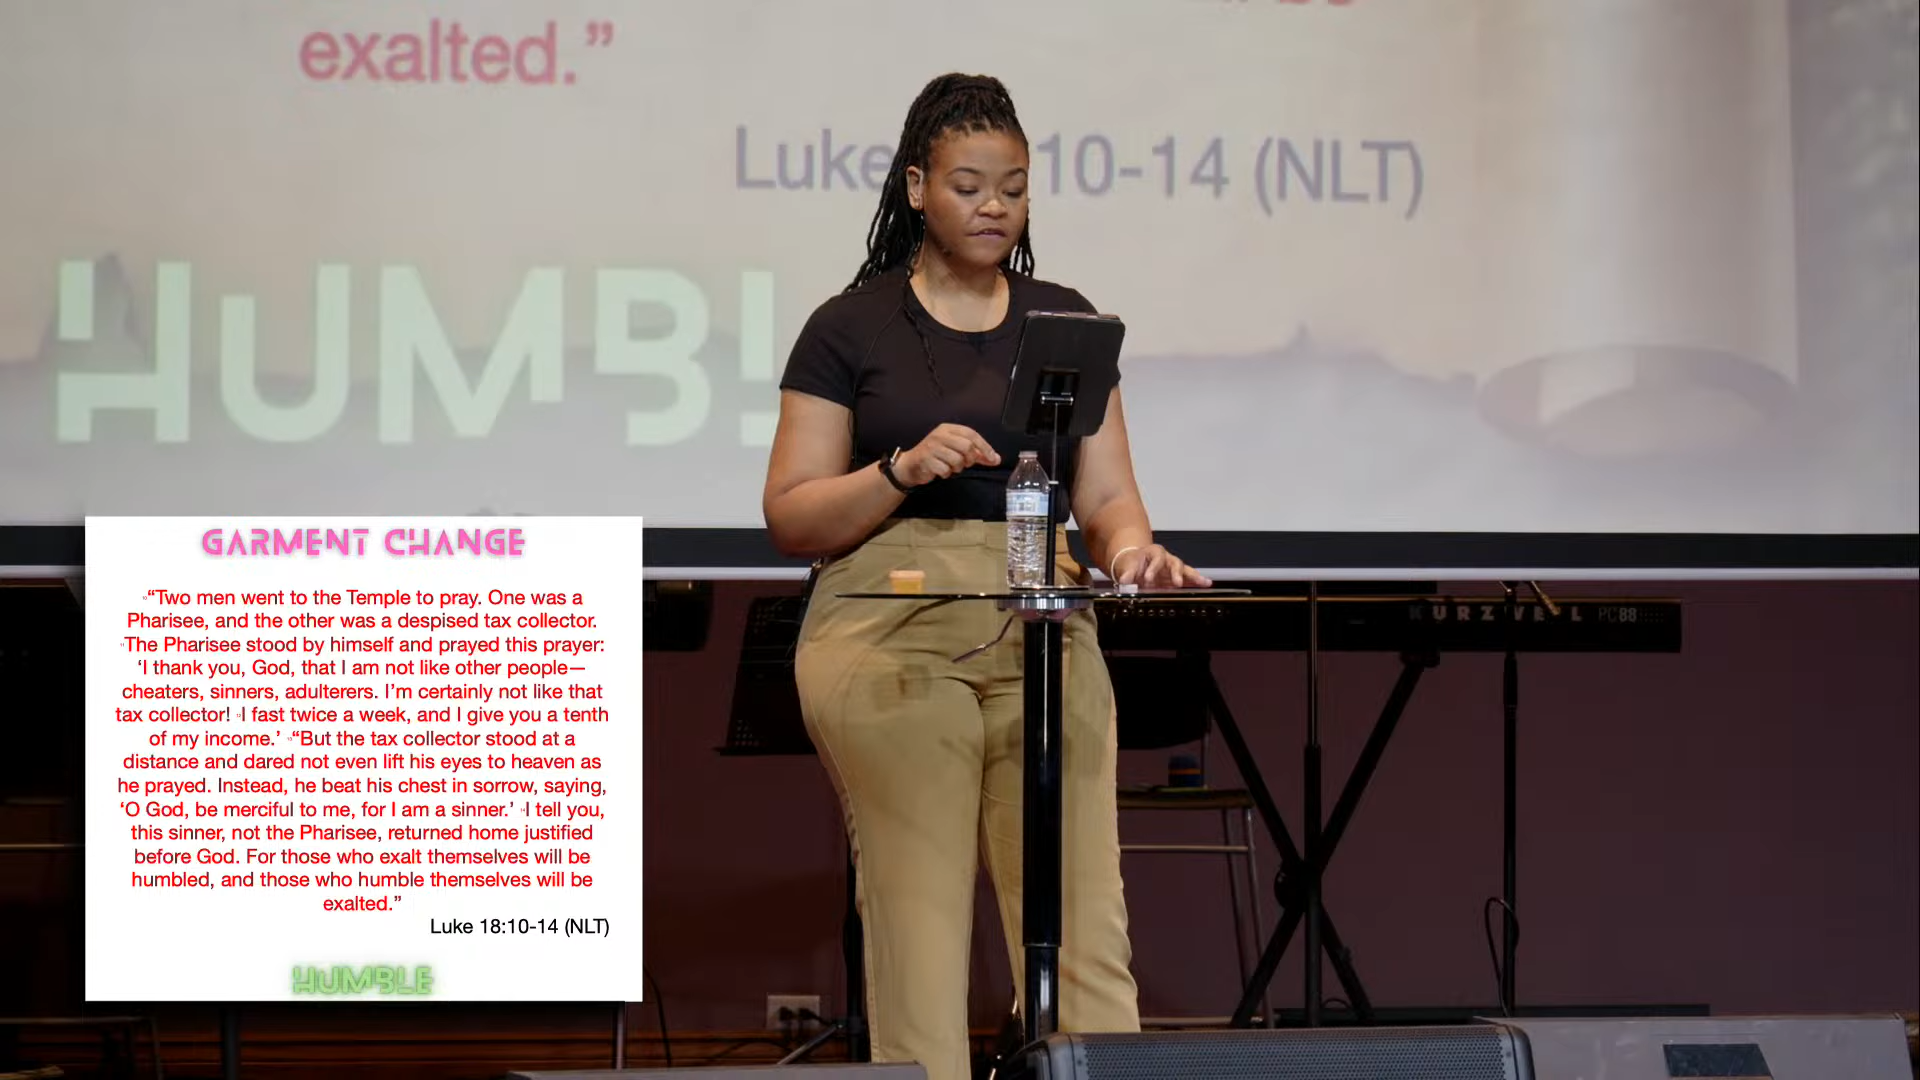 exalted.”
Luke 10-14 (NLT)
HUMBL
GARMENT CHANGE
“Two men went to the Temple to pray. One was a
Pharisee, and the other was a despised tax collector.
The Pharisee stood by himself and prayed this prayer:
‘I thank you, God, that I am not like other people—
cheaters, sinners, adulterers. I’m certainly not like that
tax collector! I fast twice a week, and I give you a tenth
of my income.’ “But the tax collector stood at a
distance and dared not even lift his eyes to heaven as
he prayed. Instead, he beat his chest in sorrow, saying,
‘O God, be merciful to me, for I am a sinner.’ I tell you,
this sinner, not the Pharisee, returned home justified
before God. For those who exalt themselves will be
humbled, and those who humble themselves will be
exalted.”
Luke 18:10-14 (NLT)
HUMBLE
KURZWEIL PC88